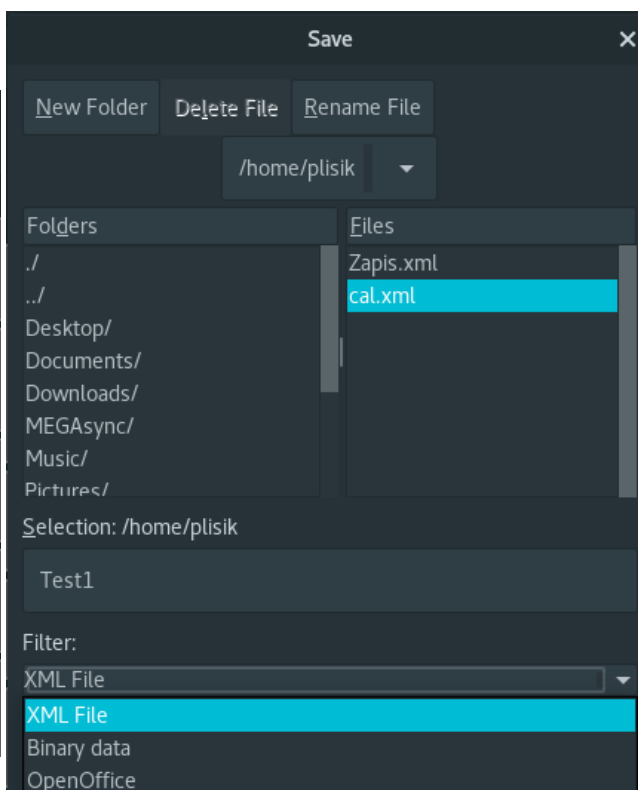 Save
New Folder Delete File Rename File
/home/plisik
Folders
./
../
Desktop/
Documents/
Downloads/
MEGAsync/
Music/
Pictures/
Files
Zapis.xml
cal.xml
Selection: /home/plisik
Test1
Filter:
XML File
XML File
Binary data
OpenOffice